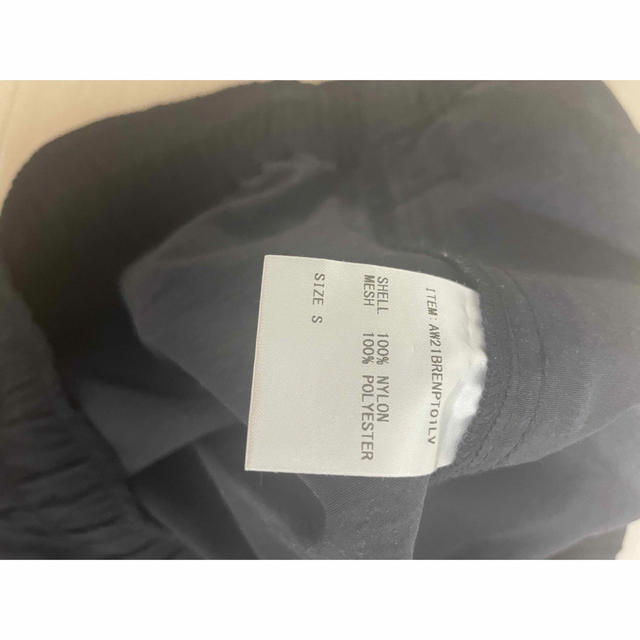 ITEM: AW21BRENPT01LV
SHELL 100% NYLON
MESH 100% POLYESTER
SIZE S